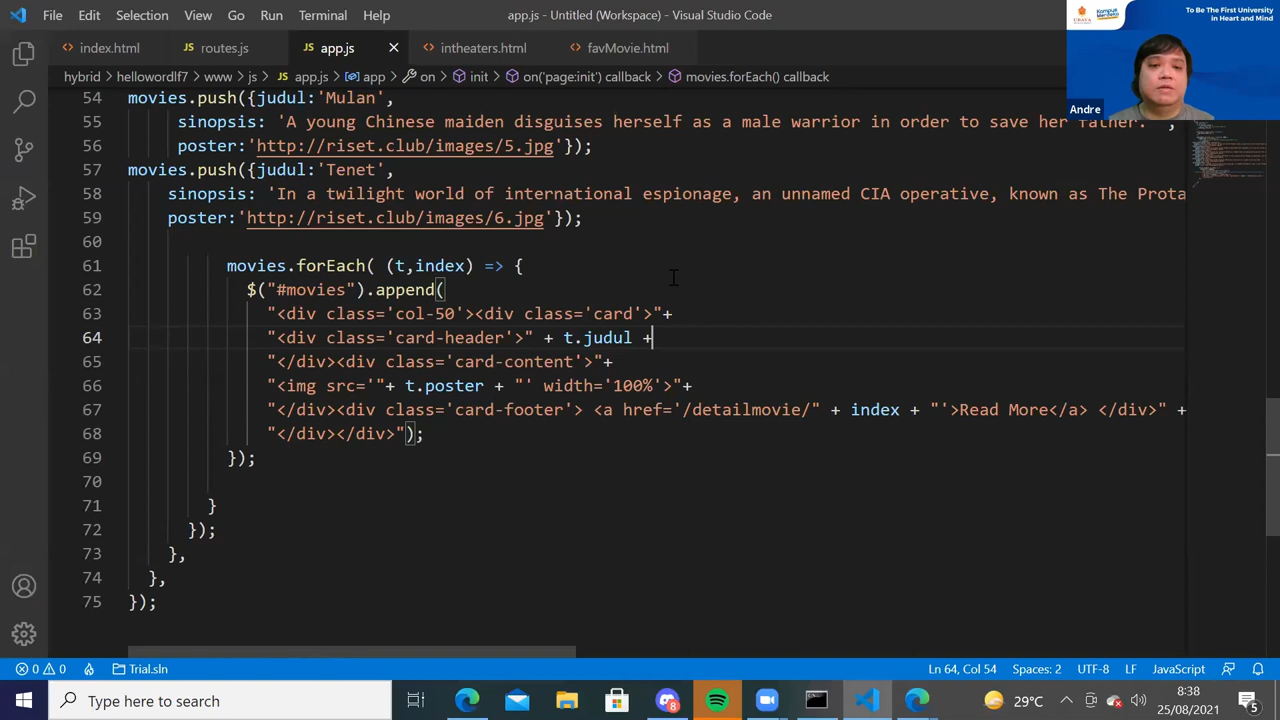 File Edit Selection View Go Run Terminal Help
app.js - Untitled (Workspace) - Visual Studio Code
To Be The First University
in Heart and Mind
UBAYA
Kampus
Merdeka
Andre
index.html
routes.js
app.js
intheaters.html
favMovie.html
hybrid > hellowordlf7 > www > js > app.js > app > on > init > on('page:init') callback > movies.forEach() callback
54 movies.push({judul:'Mulan',
55 sinopsis: 'A young Chinese maiden disguises herself as a male warrior in order to save her father. ',
56 poster:'http://riset.club/images/5.jpg'});
57 movies.push({judul:'Tenet',
58 sinopsis: 'In a twilight world of international espionage, an unnamed CIA operative, known as The Prota
59 poster:'http://riset.club/images/6.jpg'});
60
61 movies.forEach( (t,index) => {
62 $("#movies").append(
63 "<div class='col-50'><div class='card'>"+
64 "<div class='card-header'>" + t.judul +
65 "</div><div class='card-content'>"+
66 "<img src='"+ t.poster + "' width='100%'>"+
67 "</div><div class='card-footer'> <a href='/detailmovie/" + index + "'>Read More</a> </div>" +
68 "</div></div>");
69 });
70
71 }
72 });
73 },
74 },
75 });
0 0 Trial.sln
Ln 64, Col 54 Spaces: 2 UTF-8 LF JavaScript
Type here to search
8
29°C
8:38
25/08/2021
5